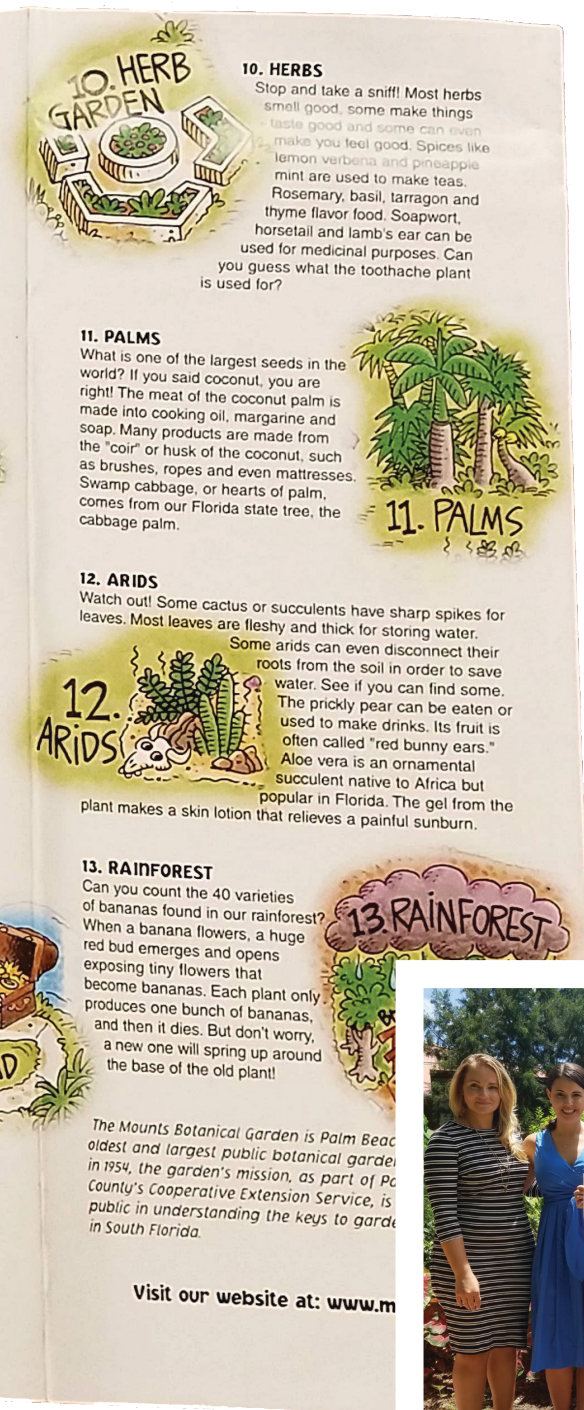 10. HERB
GARDEN
10. HERBS
Stop and take a sniff! Most herbs
smell good, some make things
taste good and some can even
make you feel good. Spices like
lemon verbena and pineapple
mint are used to make teas.
Rosemary, basil, tarragon and
thyme flavor food. Soapwort,
horsetail and lamb's ear can be
used for medicinal purposes. Can
you guess what the toothache plant
is used for?
11. PALMS
What is one of the largest seeds in the
world? If you said coconut, you are
right! The meat of the coconut palm is
made into cooking oil, margarine and
soap. Many products are made from
the "coir" or husk of the coconut, such
as brushes, ropes and even mattresses.
Swamp cabbage, or hearts of palm,
comes from our Florida state tree, the
cabbage palm.
11. PALMS
12. ARIDS
Watch out! Some cactus or succulents have sharp spikes for
leaves. Most leaves are fleshy and thick for storing water.
Some arids can even disconnect their
roots from the soil in order to save
water. See if you can find some.
The prickly pear can be eaten or
used to make drinks. Its fruit is
often called "red bunny ears."
Aloe vera is an ornamental
succulent native to Africa but
popular in Florida. The gel from the
plant makes a skin lotion that relieves a painful sunburn.
12.
ARiDS
13. RAINFOREST
Can you count the 40 varieties
of bananas found in our rainforest?
When a banana flowers, a huge
red bud emerges and opens
exposing tiny flowers that
become bananas. Each plant only
produces one bunch of bananas,
and then it dies. But don't worry,
a new one will spring up around
the base of the old plant!
13. RAiNFOREST
The Mounts Botanical Garden is Palm Beac
oldest and largest public botanical garde
in 1954, the garden's mission, as part of Pa
County's Cooperative Extension Service, is
public in understanding the keys to garde
in South Florida.
Visit our website at: www.m